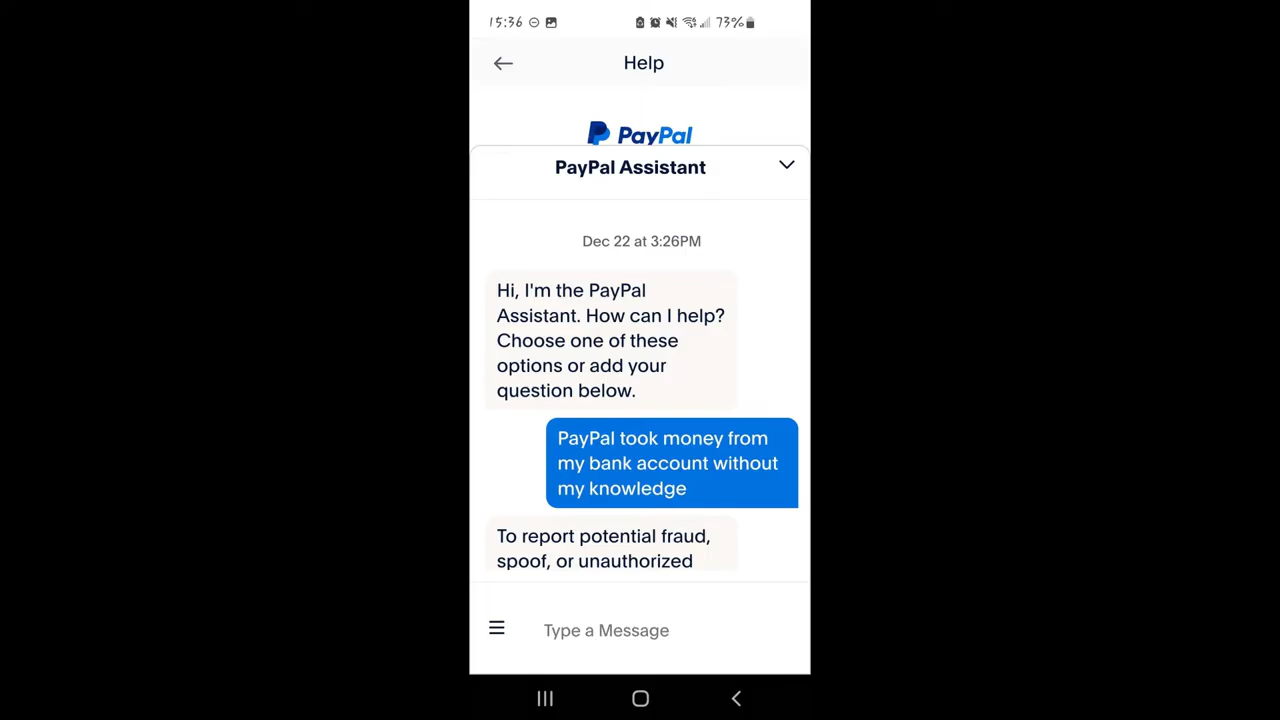 15:36
73%
Help
PayPal
PayPal Assistant
Dec 22 at 3:26PM
Hi, I'm the PayPal
Assistant. How can I help?
Choose one of these
options or add your
question below.
PayPal took money from
my bank account without
my knowledge
To report potential fraud,
spoof, or unauthorized
Type a Message